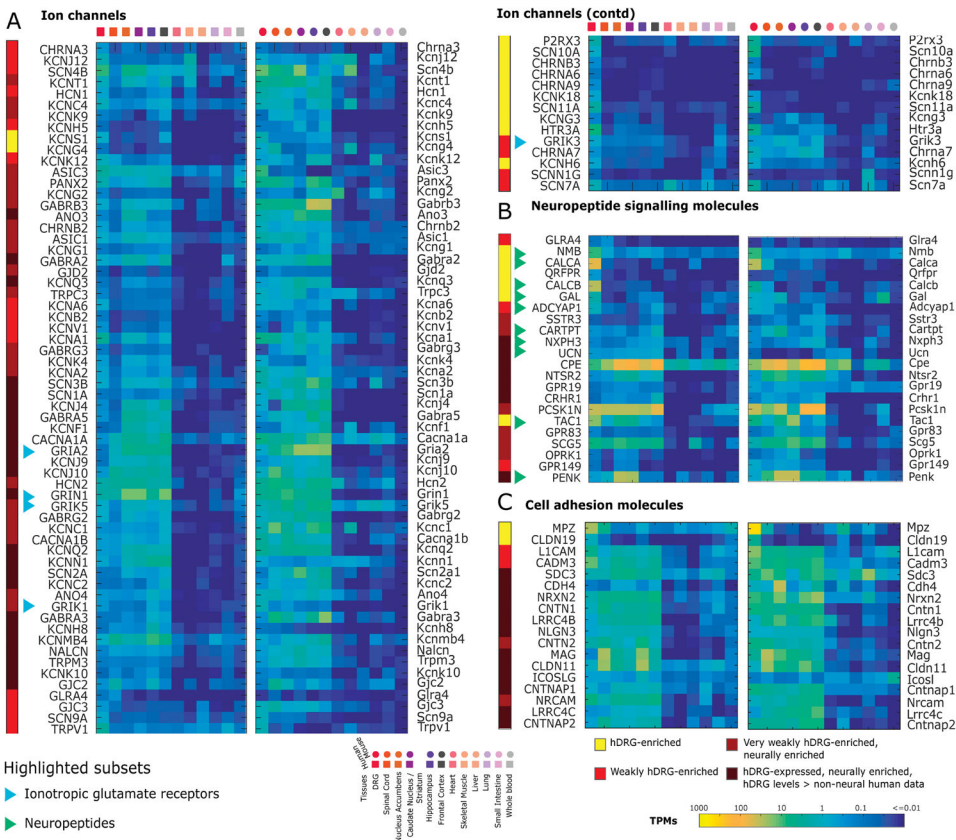 A
Ion channels
CHRNA3
KCNJ12
SCN4B
KCNT1
HCN1
KCNC4
KCNK9
KCNH5
KCNS1
KCNG4
KCNK12
ASIC3
PANX2
KCNG2
GABRB3
ANO3
CHRNB2
ASIC1
KCNG1
GABRA2
GJD2
KCNQ3
TRPC3
KCNA6
KCNB2
KCNV1
KCNA1
GABRG3
KCNK4
KCNA2
SCN3B
SCN1A
KCNJ4
GABRA5
KCNF1
CACNA1A
GRIA2
KCNJ9
KCNJ10
HCN2
GRIN1
GRIK5
GABRG2
KCNC1
CACNA1B
KCNQ2
KCNN1
SCN2A
KCNC2
ANO4
GRIK1
GABRA3
KCNH8
KCNMB4
NALCN
TRPM3
KCNK10
GJC2
GLRA4
GJC3
SCN9A
TRPV1
Chrna3
Kcnj12
Scn4b
Kcnt1
Hcn1
Kcnc4
Kcnk9
Kcnh5
Kcns1
Kcng4
Kcnk12
Asic3
Panx2
Kcng2
Gabrb3
Ano3
Chrnb2
Asic1
Kcng1
Gabra2
Gjd2
Kcnq3
Trpc3
Kcna6
Kcnb2
Kcnv1
Kcna1
Gabrg3
Kcnk4
Kcna2
Scn3b
Scn1a
Kcnj4
Gabra5
Kcnf1
Cacna1a
Gria2
Kcnj9
Kcnj10
Hcn2
Grin1
Grik5
Gabrg2
Kcnc1
Cacna1b
Kcnq2
Kcnn1
Scn2a1
Kcnc2
Ano4
Grik1
Gabra3
Kcnh8
Kcnmb4
Nalcn
Trpm3
Kcnk10
Gjc2
Glra4
Gjc3
Scn9a
Trpv1
Ion channels (contd)
P2RX3
SCN10A
CHRNB3
CHRNA6
CHRNA9
KCNK18
SCN11A
KCNG3
HTR3A
GRIK3
CHRNA7
KCNH6
SCNN1G
SCN7A
P2rx3
Scn10a
Chrnb3
Chrna6
Chrna9
Kcnk18
Scn11a
Kcng3
Htr3a
Grik3
Chrna7
Kcnh6
Scnn1g
Scn7a
B
Neuropeptide signalling molecules
GLRA4
NMB
CALCA
QRFPR
CALCB
GAL
ADCYAP1
SSTR3
CARTPT
NXPH3
UCN
CPE
NTSR2
GPR19
CRHR1
PCSK1N
TAC1
GPR83
SCG5
OPRK1
GPR149
PENK
Glra4
Nmb
Calca
Qrfpr
Calcb
Gal
Adcyap1
Sstr3
Cartpt
Nxph3
Ucn
Cpe
Ntsr2
Gpr19
Crhr1
Pcsk1n
Tac1
Gpr83
Scg5
Oprk1
Gpr149
Penk
C
Cell adhesion molecules
MPZ
CLDN19
L1CAM
CADM3
SDC3
CDH4
NRXN2
CNTN1
LRRC4B
NLGN3
CNTN2
MAG
CLDN11
ICOSLG
CNTNAP1
NRCAM
LRRC4C
CNTNAP2
Mpz
Cldn19
L1cam
Cadm3
Sdc3
Cdh4
Nrxn2
Cntn1
Lrrc4b
Nlgn3
Cntn2
Mag
Cldn11
Icosl
Cntnap1
Nrcam
Lrrc4c
Cntnap2
Highlighted subsets
Ionotropic glutamate receptors
Neuropeptides
Mouse
Human
Tissues
DRG
Spinal Cord
Nucleus Accumbens
Caudate Nucleus /
Striatum
Hippocampus
Frontal Cortex
Heart
Skeletal Muscle
Liver
Lung
Small Intestine
Whole blood
hDRG-enriched
Weakly hDRG-enriched
Very weakly hDRG-enriched,
neurally enriched
hDRG-expressed, neurally enriched,
hDRG levels > non-neural human data
TPMs
1000
100
10
1
0.1
<=0.01